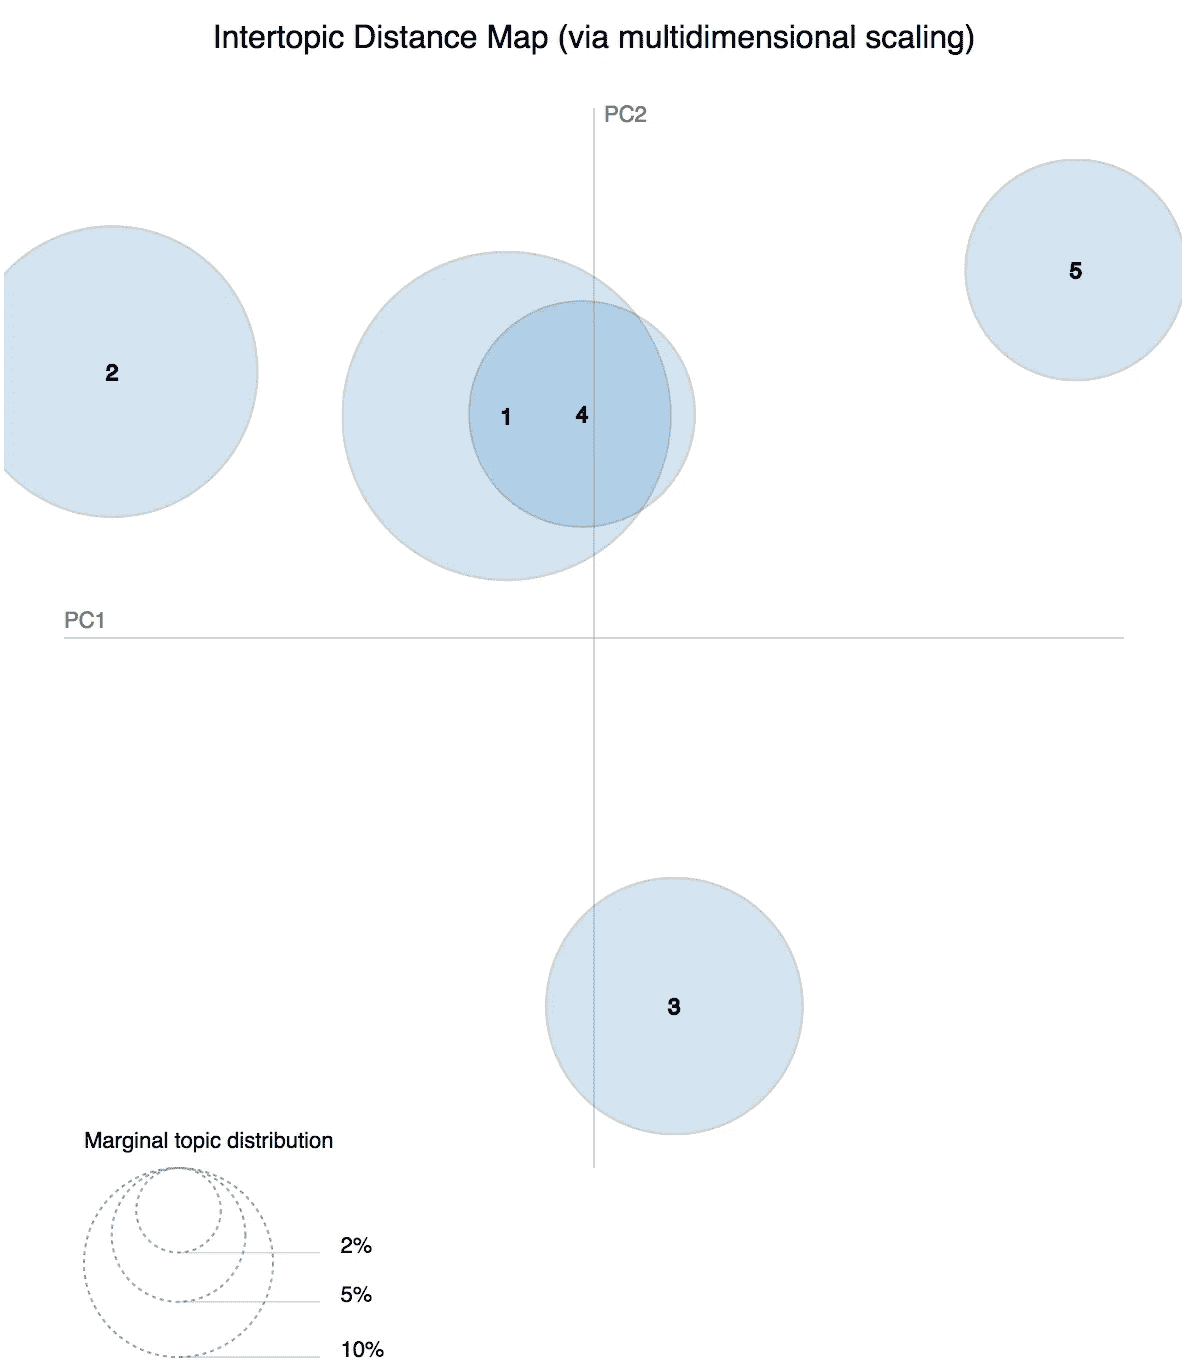 Intertopic Distance Map (via multidimensional scaling)
PC2
5
2
1
4
PC1
3
Marginal topic distribution
2%
5%
10%